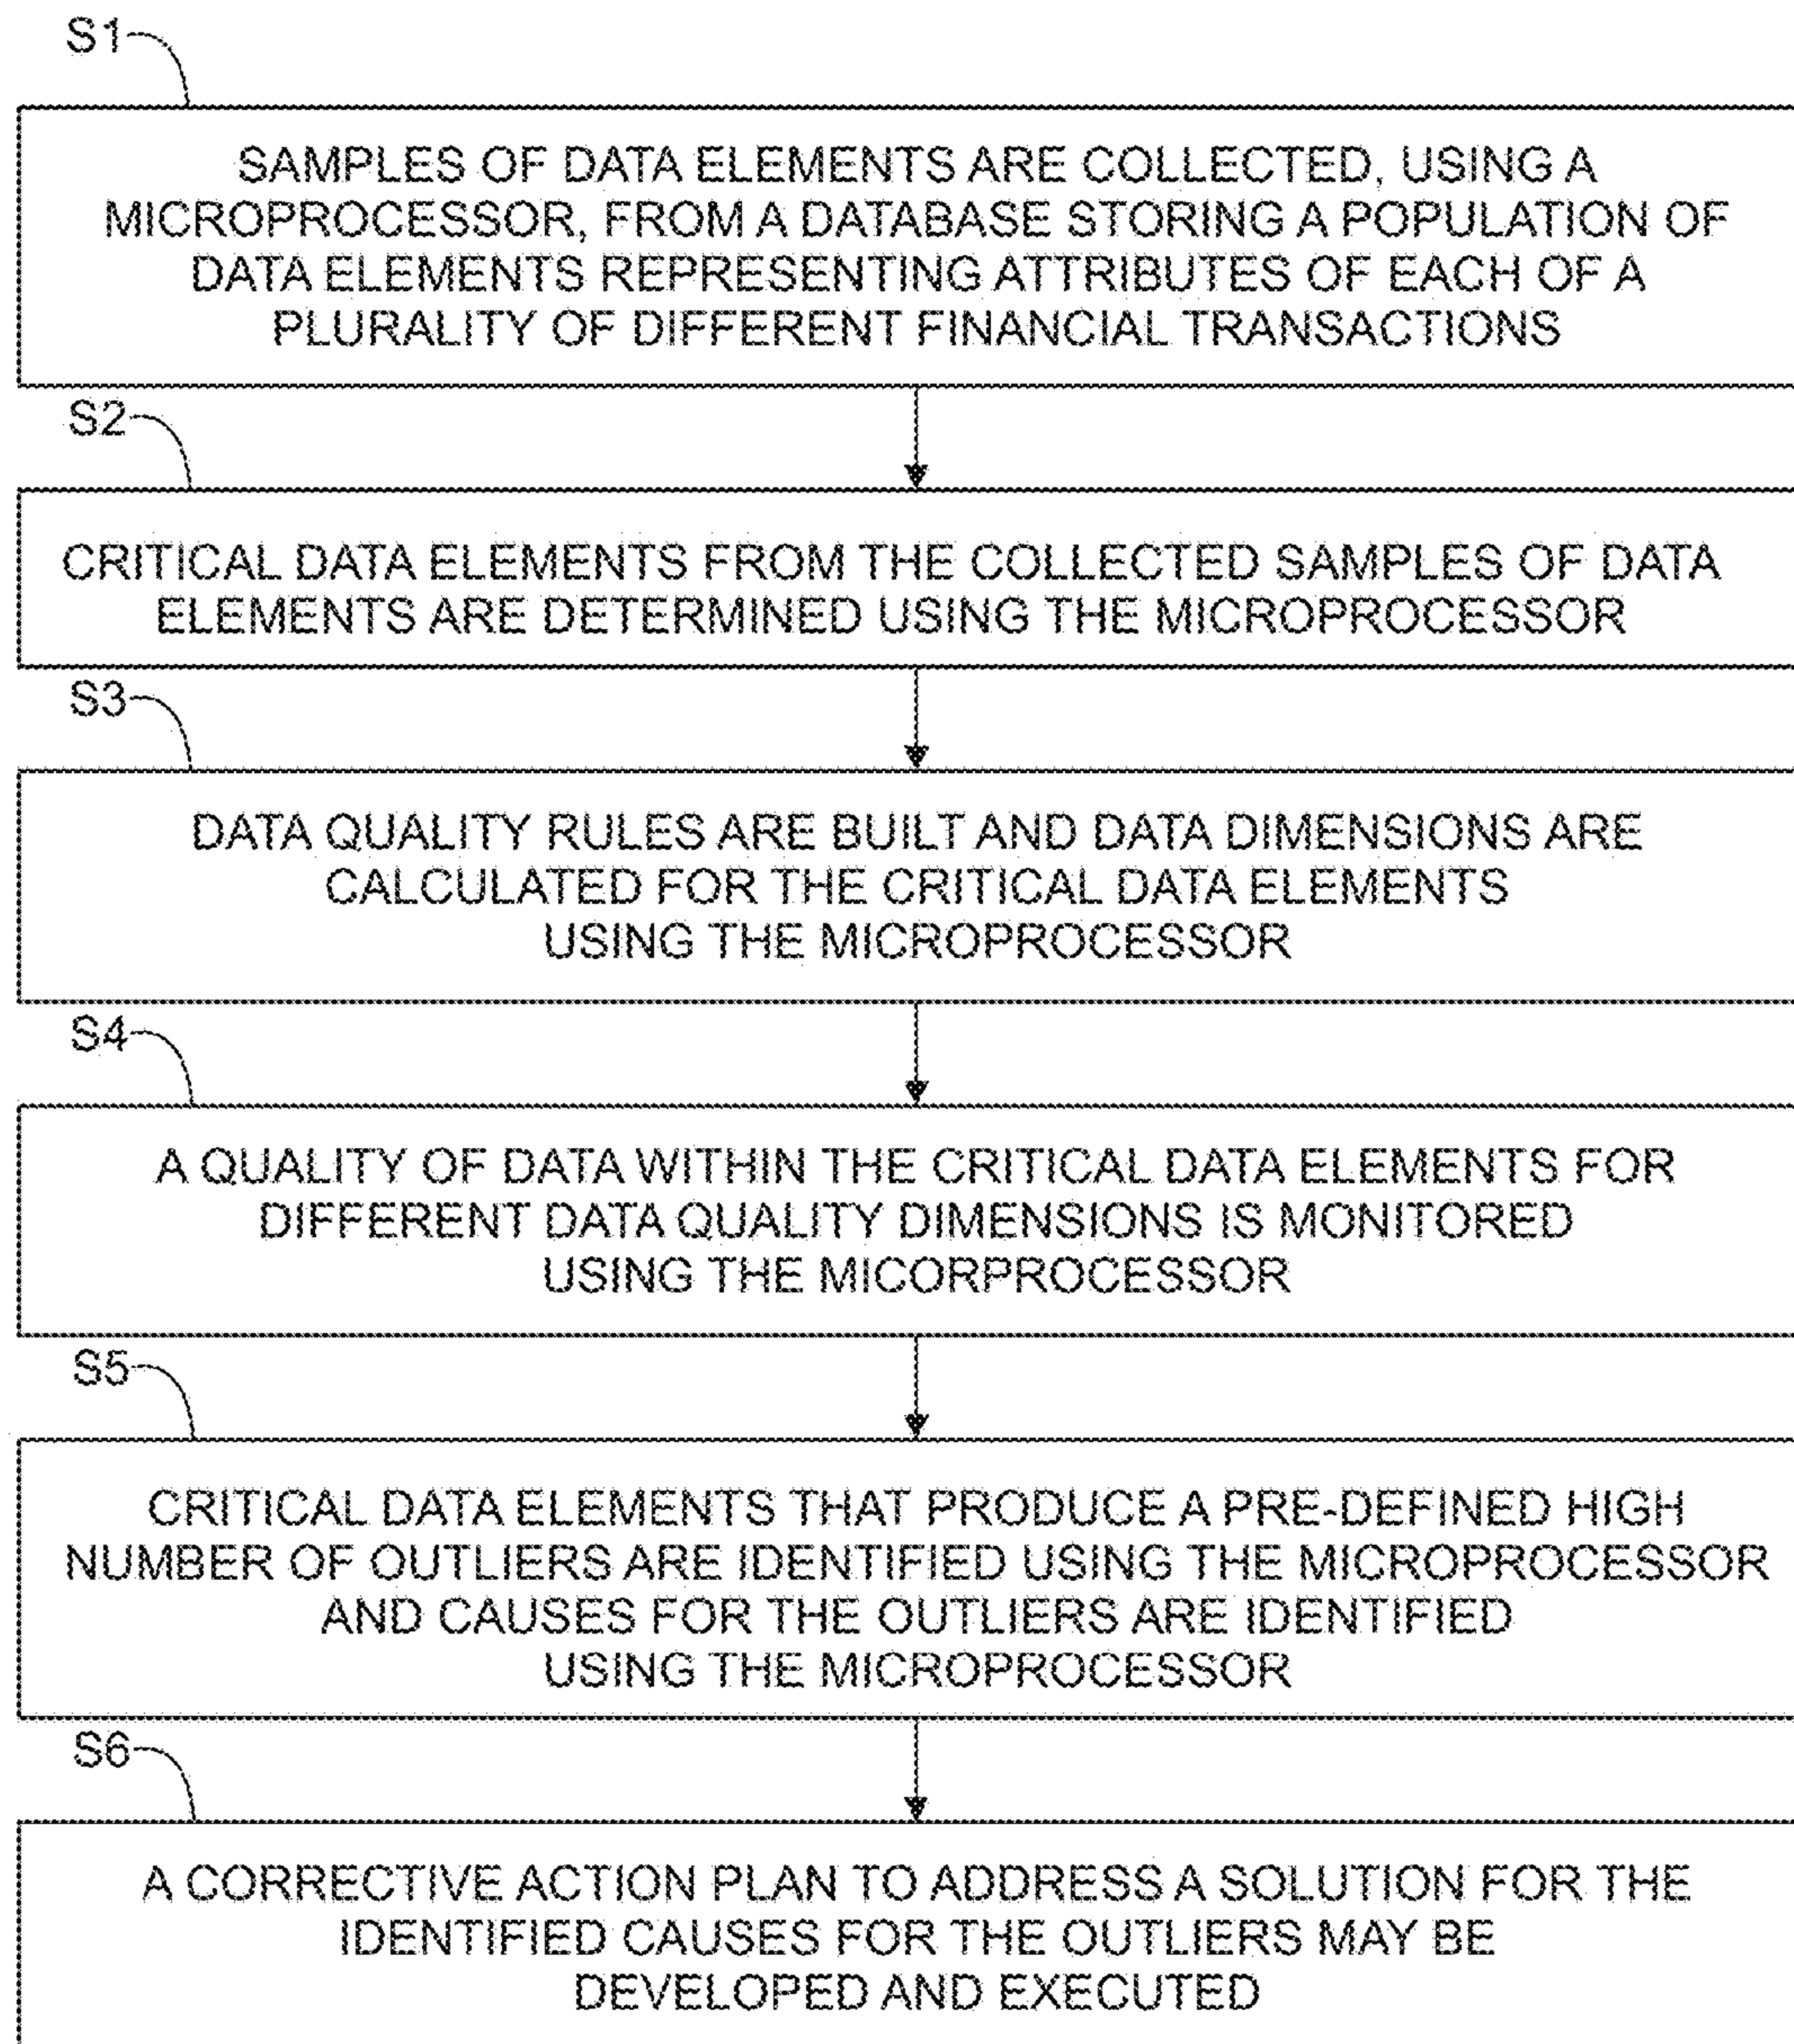 S1
SAMPLES OF DATA ELEMENTS ARE COLLECTED, USING A
MICROPROCESSOR, FROM A DATABASE STORING A POPULATION OF
DATA ELEMENTS REPRESENTING ATTRIBUTES OF EACH OF A
PLURALITY OF DIFFERENT FINANCIAL TRANSACTIONS
S2
CRITICAL DATA ELEMENTS FROM THE COLLECTED SAMPLES OF DATA
ELEMENTS ARE DETERMINED USING THE MICROPROCESSOR
S3
DATA QUALITY RULES ARE BUILT AND DATA DIMENSIONS ARE
CALCULATED FOR THE CRITICAL DATA ELEMENTS
USING THE MICROPROCESSOR
S4
A QUALITY OF DATA WITHIN THE CRITICAL DATA ELEMENTS FOR
DIFFERENT DATA QUALITY DIMENSIONS IS MONITORED
USING THE MICORPROCESSOR
S5
CRITICAL DATA ELEMENTS THAT PRODUCE A PRE-DEFINED HIGH
NUMBER OF OUTLIERS ARE IDENTIFIED USING THE MICROPROCESSOR
AND CAUSES FOR THE OUTLIERS ARE IDENTIFIED
USING THE MICROPROCESSOR
S6
A CORRECTIVE ACTION PLAN TO ADDRESS A SOLUTION FOR THE
IDENTIFIED CAUSES FOR THE OUTLIERS MAY BE
DEVELOPED AND EXECUTED